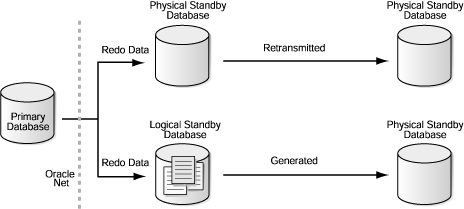 Physical Standby
Database
Physical Standby
Database
Redo Data
Retransmitted
Primary
Database
Logical Standby
Database
Physical Standby
Database
Redo Data
Generated
Oracle
Net